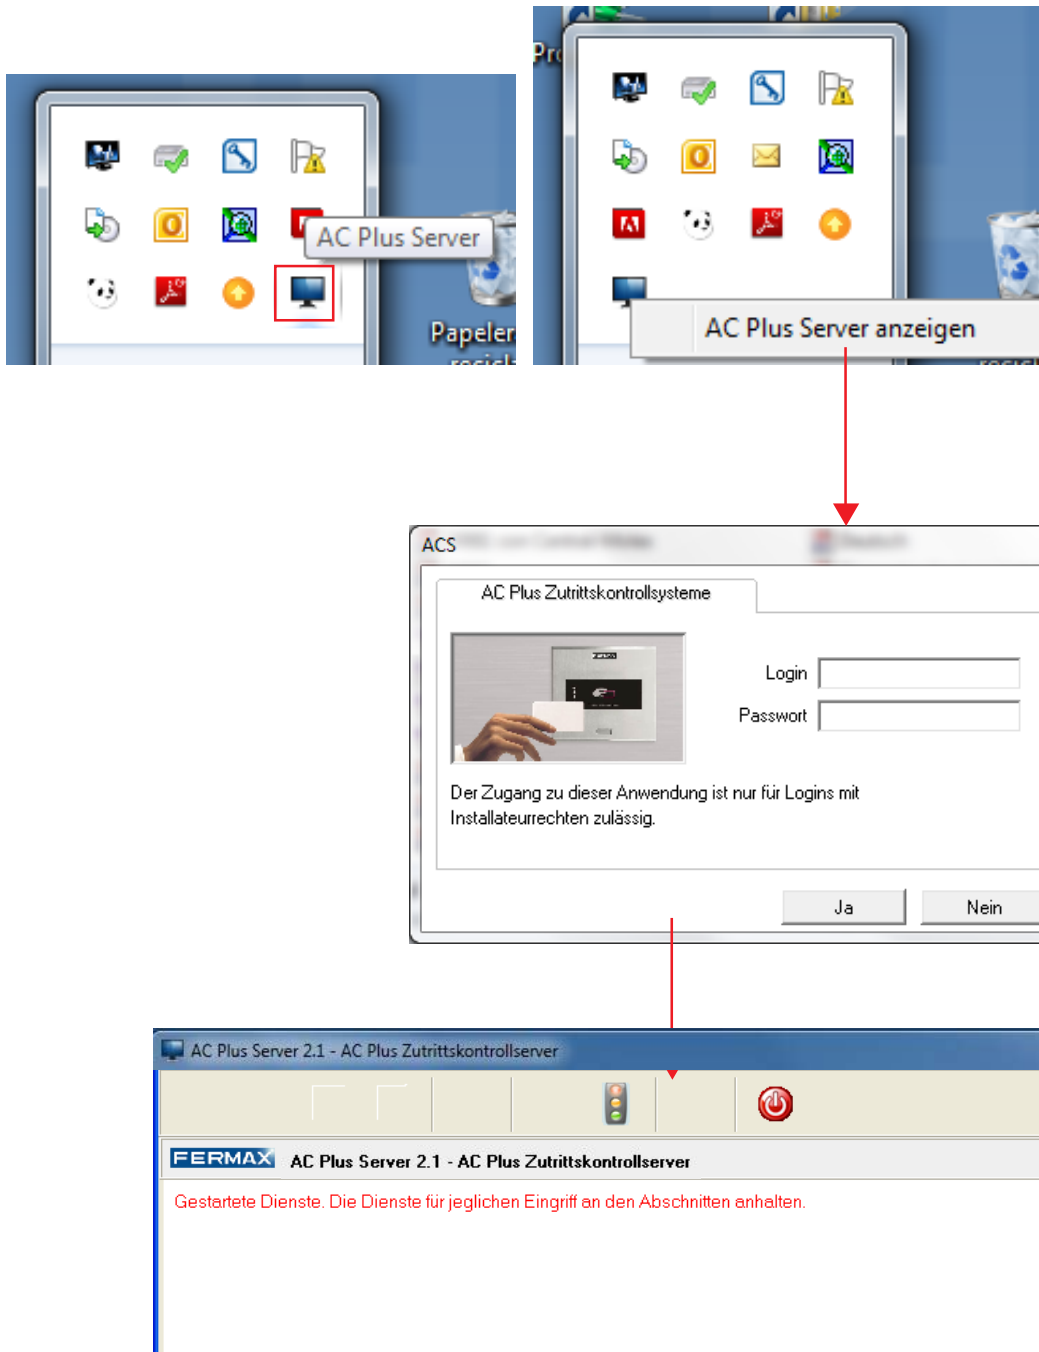 AC Plus Server
Papeler
AC Plus Server anzeigen
ACS
AC Plus Zutrittskontrollsysteme
Login
Passwort
Der Zugang zu dieser Anwendung ist nur für Logins mit
Installateurrechten zulässig.
Ja
Nein
AC Plus Server 2.1 - AC Plus Zutrittskontrollserver
FERMAX AC Plus Server 2.1 - AC Plus Zutrittskontrollserver
Gestartete Dienste. Die Dienste für jeglichen Eingriff an den Abschnitten anhalten.